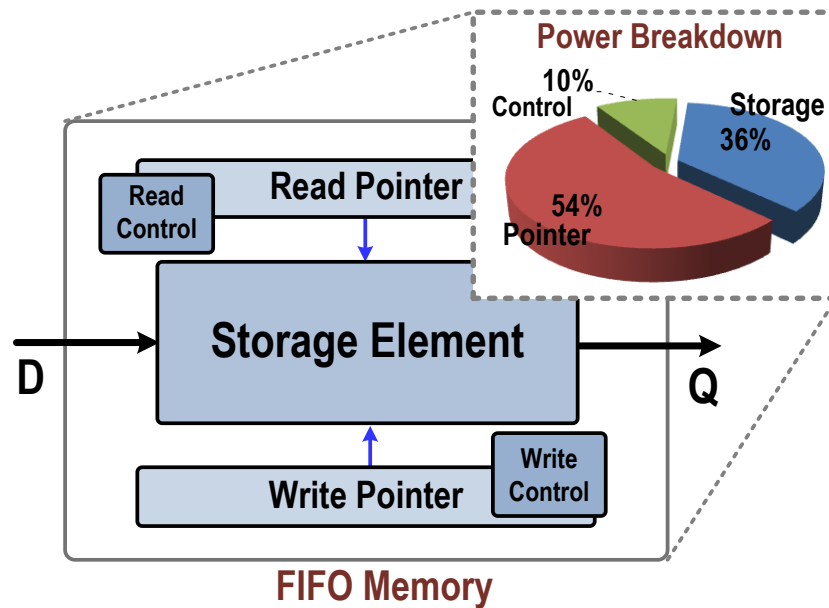 Power Breakdown
10%
Control
Storage
36%
54%
Pointer
Read Pointer
Read
Control
Storage Element
D
Q
Write
Control
Write Pointer
FIFO Memory